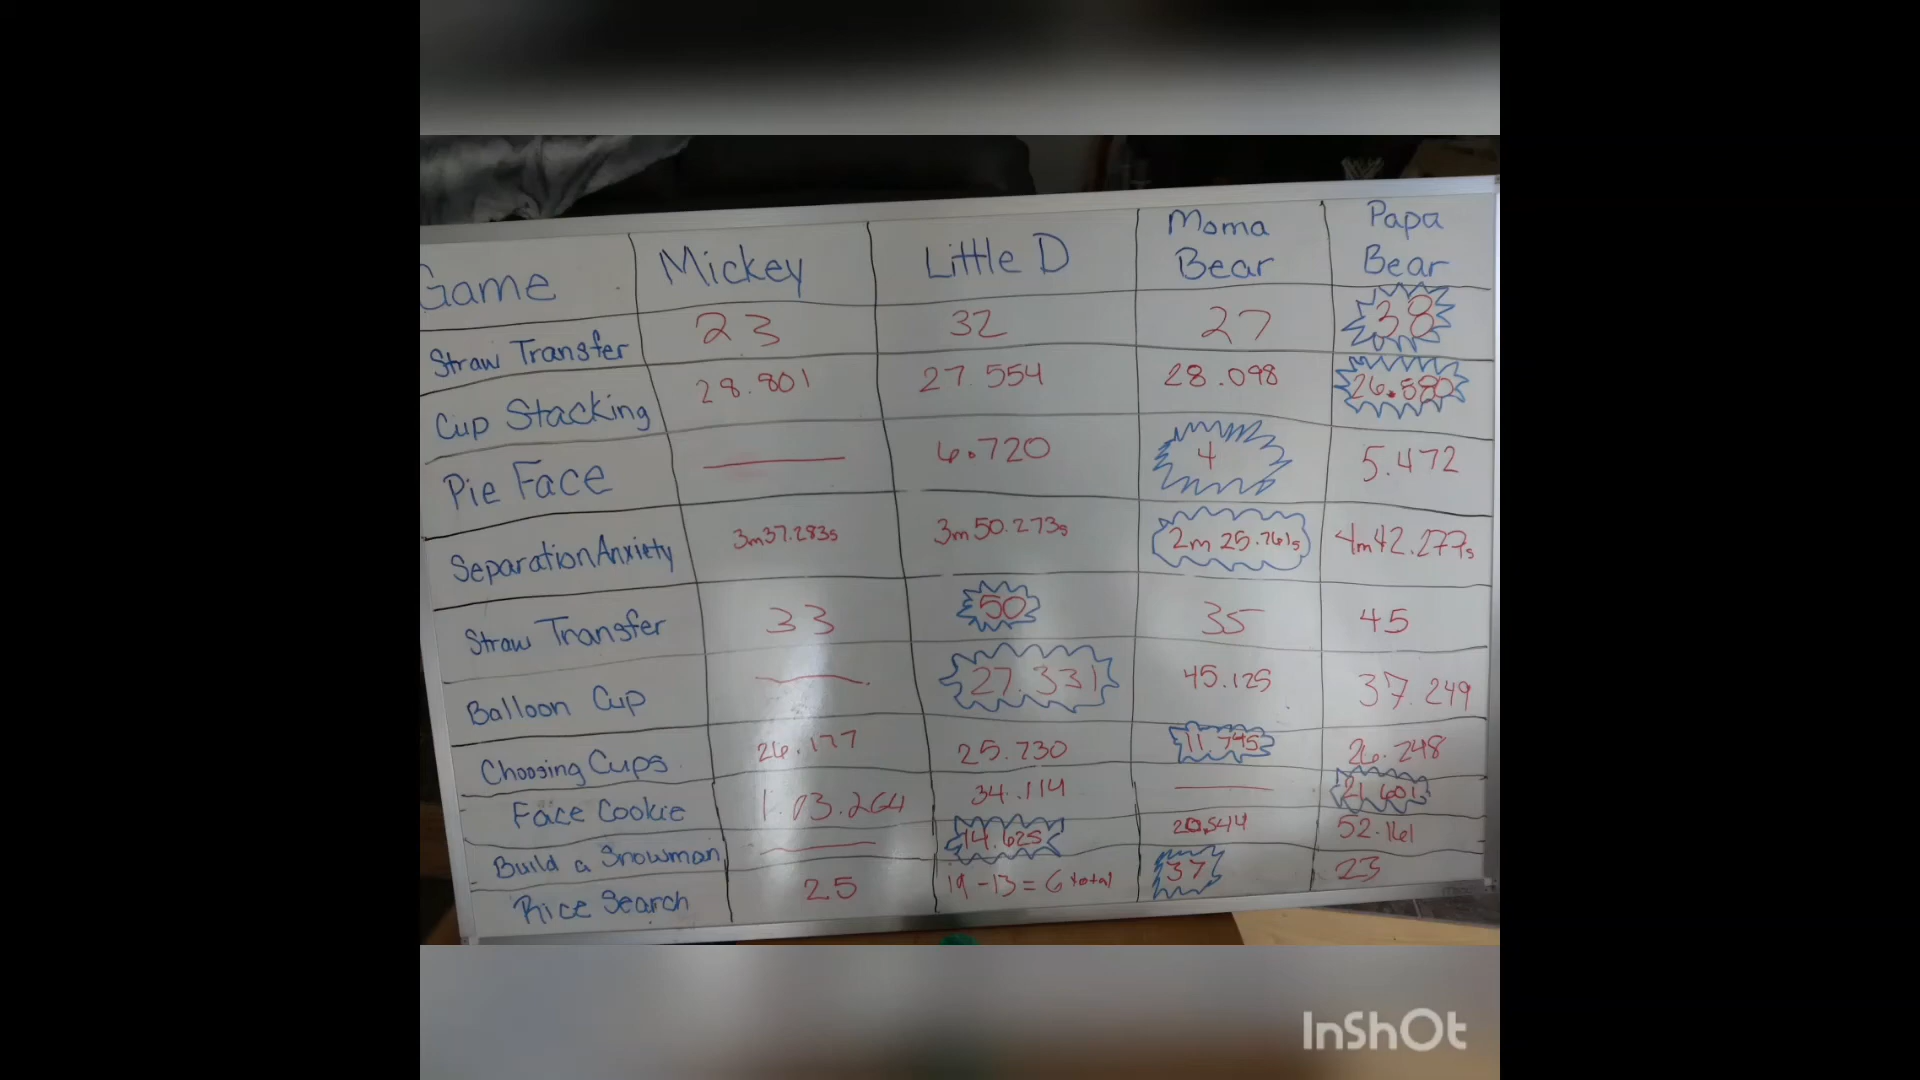 Game Mickey Little D Moma Bear Papa Bear
Straw Transfer 23 32 27 38
Cup Stacking 28.801 27.554 28.098 26.580
Pie Face 6.720 4 5.472
Separation Anxiety 3m37.283s 3m50.273s 2m 25.761s 4m42.277s
Straw Transfer 33 50 35 45
Balloon Cup 27.331 45.125 37.249
Choosing Cups 26.177 25.730 11.745 26.248
Face Cookie 1.03.264 34.114 21.601
Build a Snowman 14.625 20.544 52.161
Rice Search 25 19-13=6 total 37 23
InShOt